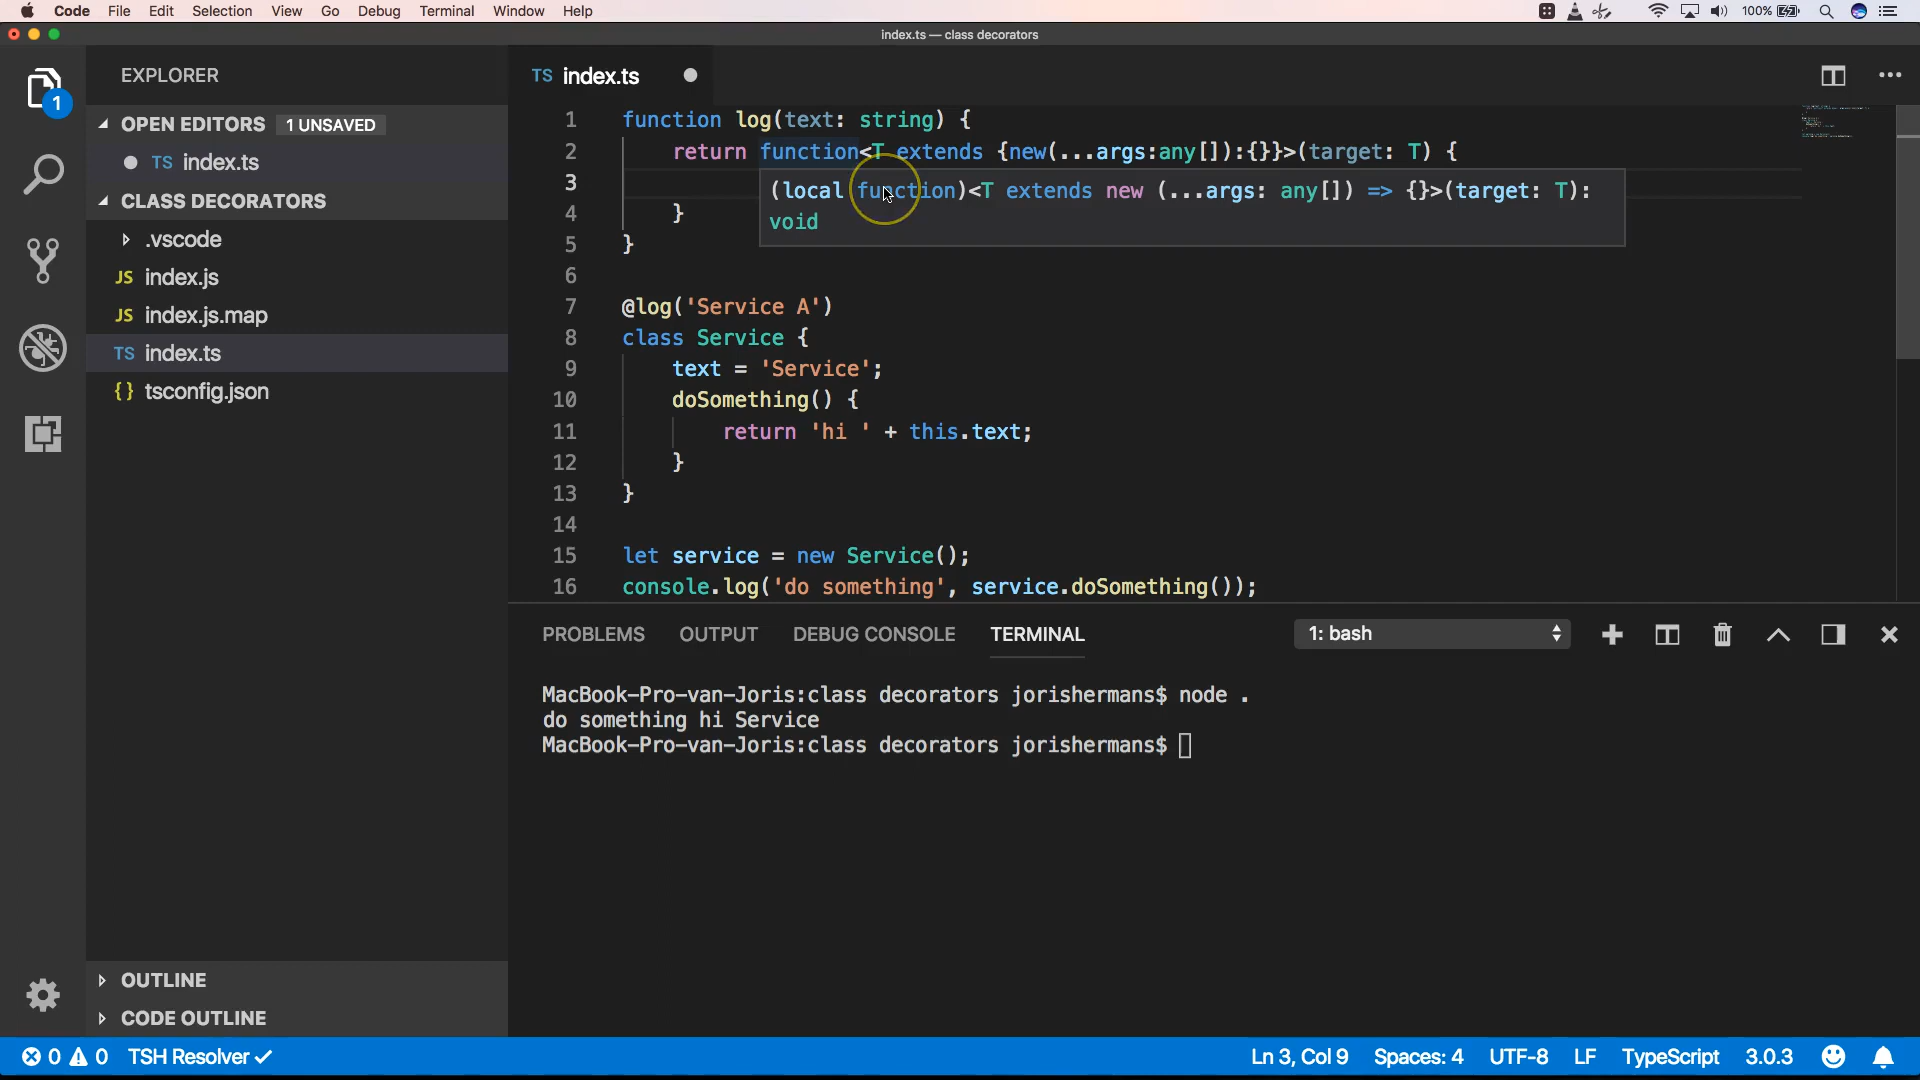 Code File Edit Selection View Go Debug Terminal Window Help 100%
index.ts — class decorators
EXPLORER
OPEN EDITORS 1 UNSAVED
TS index.ts
CLASS DECORATORS
.vscode
JS index.js
JS index.js.map
TS index.ts
{} tsconfig.json
OUTLINE
CODE OUTLINE
1
TS index.ts
1 function log(text: string) {
2 return function<T extends {new(...args:any[]):{}}>(target: T) {
3
(local function)<T extends new (...args: any[]) => {}>(target: T):
void
4 }
5 }
6
7 @log('Service A')
8 class Service {
9 text = 'Service';
10 doSomething() {
11 return 'hi ' + this.text;
12 }
13 }
14
15 let service = new Service();
16 console.log('do something', service.doSomething());
PROBLEMS OUTPUT DEBUG CONSOLE TERMINAL 1: bash
MacBook-Pro-van-Joris:class decorators jorishermans$ node .
do something hi Service
MacBook-Pro-van-Joris:class decorators jorishermans$
0 0 TSH Resolver Ln 3, Col 9 Spaces: 4 UTF-8 LF TypeScript 3.0.3